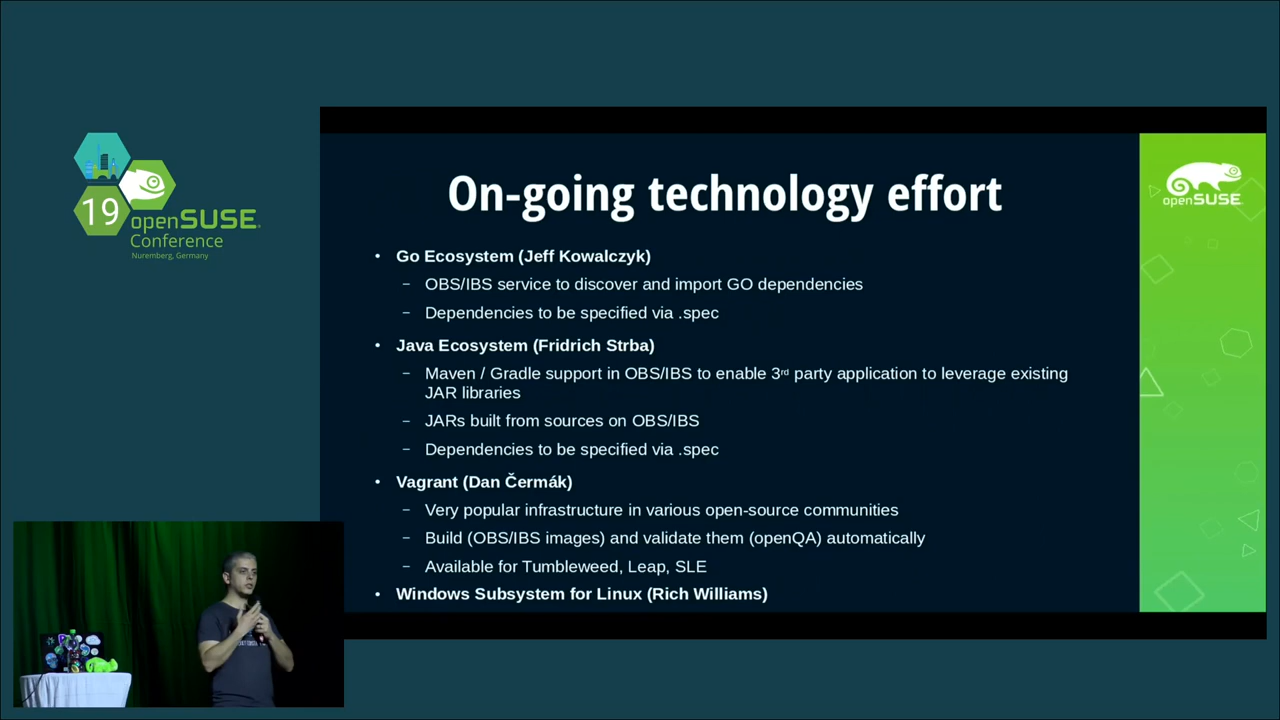 19
openSUSE
Conference
Nuremberg, Germany
On-going technology effort
openSUSE
• Go Ecosystem (Jeff Kowalczyk)
– OBS/IBS service to discover and import GO dependencies
– Dependencies to be specified via .spec
• Java Ecosystem (Fridrich Strba)
– Maven / Gradle support in OBS/IBS to enable 3rd party application to leverage existing
JAR libraries
– JARs built from sources on OBS/IBS
– Dependencies to be specified via .spec
• Vagrant (Dan Čermák)
– Very popular infrastructure in various open-source communities
– Build (OBS/IBS images) and validate them (openQA) automatically
– Available for Tumbleweed, Leap, SLE
• Windows Subsystem for Linux (Rich Williams)